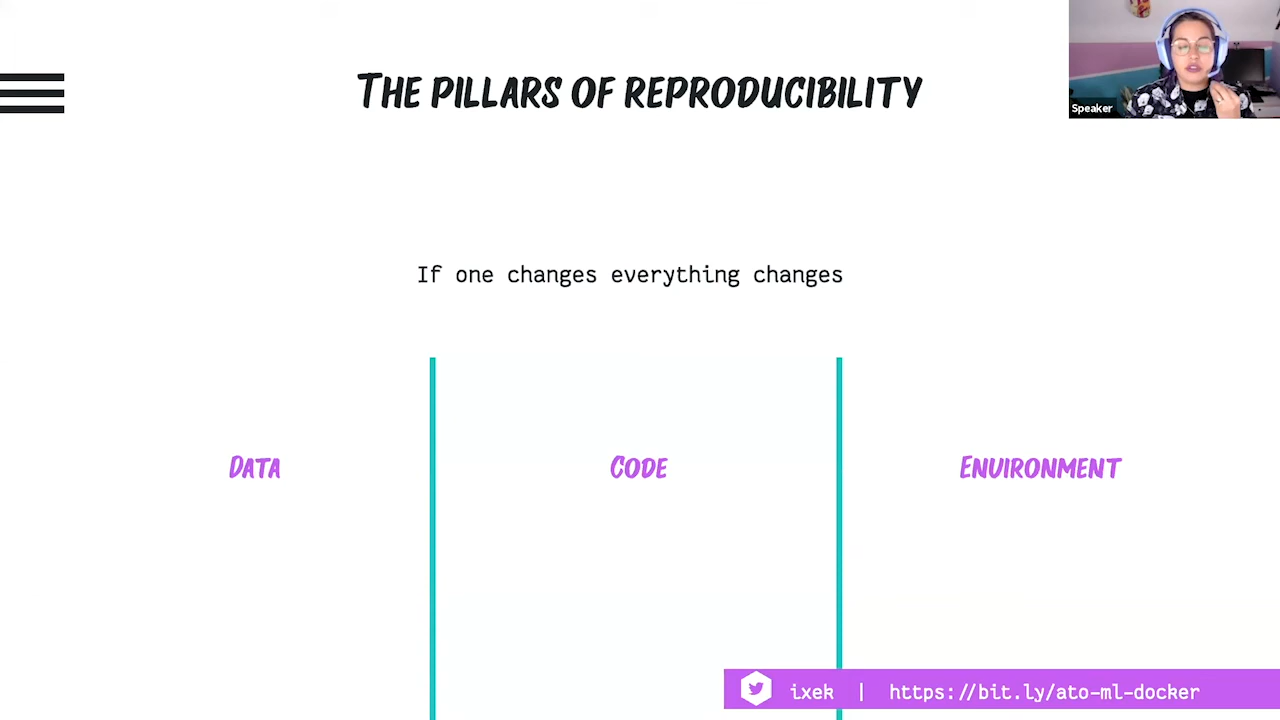 THE PILLARS OF REPRODUCIBILITY
Speaker
If one changes everything changes
DATA
CODE
ENVIRONMENT
ixek | https://bit.ly/ato-ml-docker